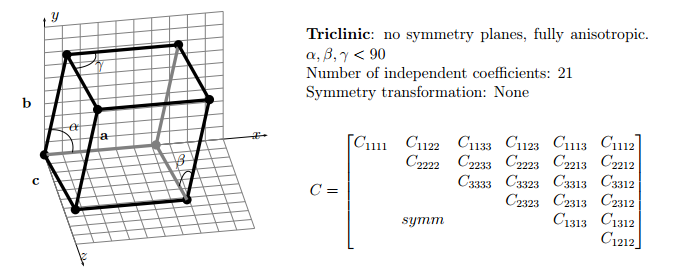 y
γ
b
α
a
x
β
c
z
Triclinic: no symmetry planes, fully anisotropic.
α, β, γ < 90
Number of independent coefficients: 21
Symmetry transformation: None
C₁₁₁₁ C₁₁₂₂ C₁₁₃₃ C₁₁₂₃ C₁₁₁₃ C₁₁₁₂
C₂₂₂₂ C₂₂₃₃ C₂₂₂₃ C₂₂₁₃ C₂₂₁₂
C₃₃₃₃ C₃₃₂₃ C₃₃₁₃ C₃₃₁₂
C = C₂₃₂₃ C₂₃₁₃ C₂₃₁₂
symm C₁₃₁₃ C₁₃₁₂
C₁₂₁₂